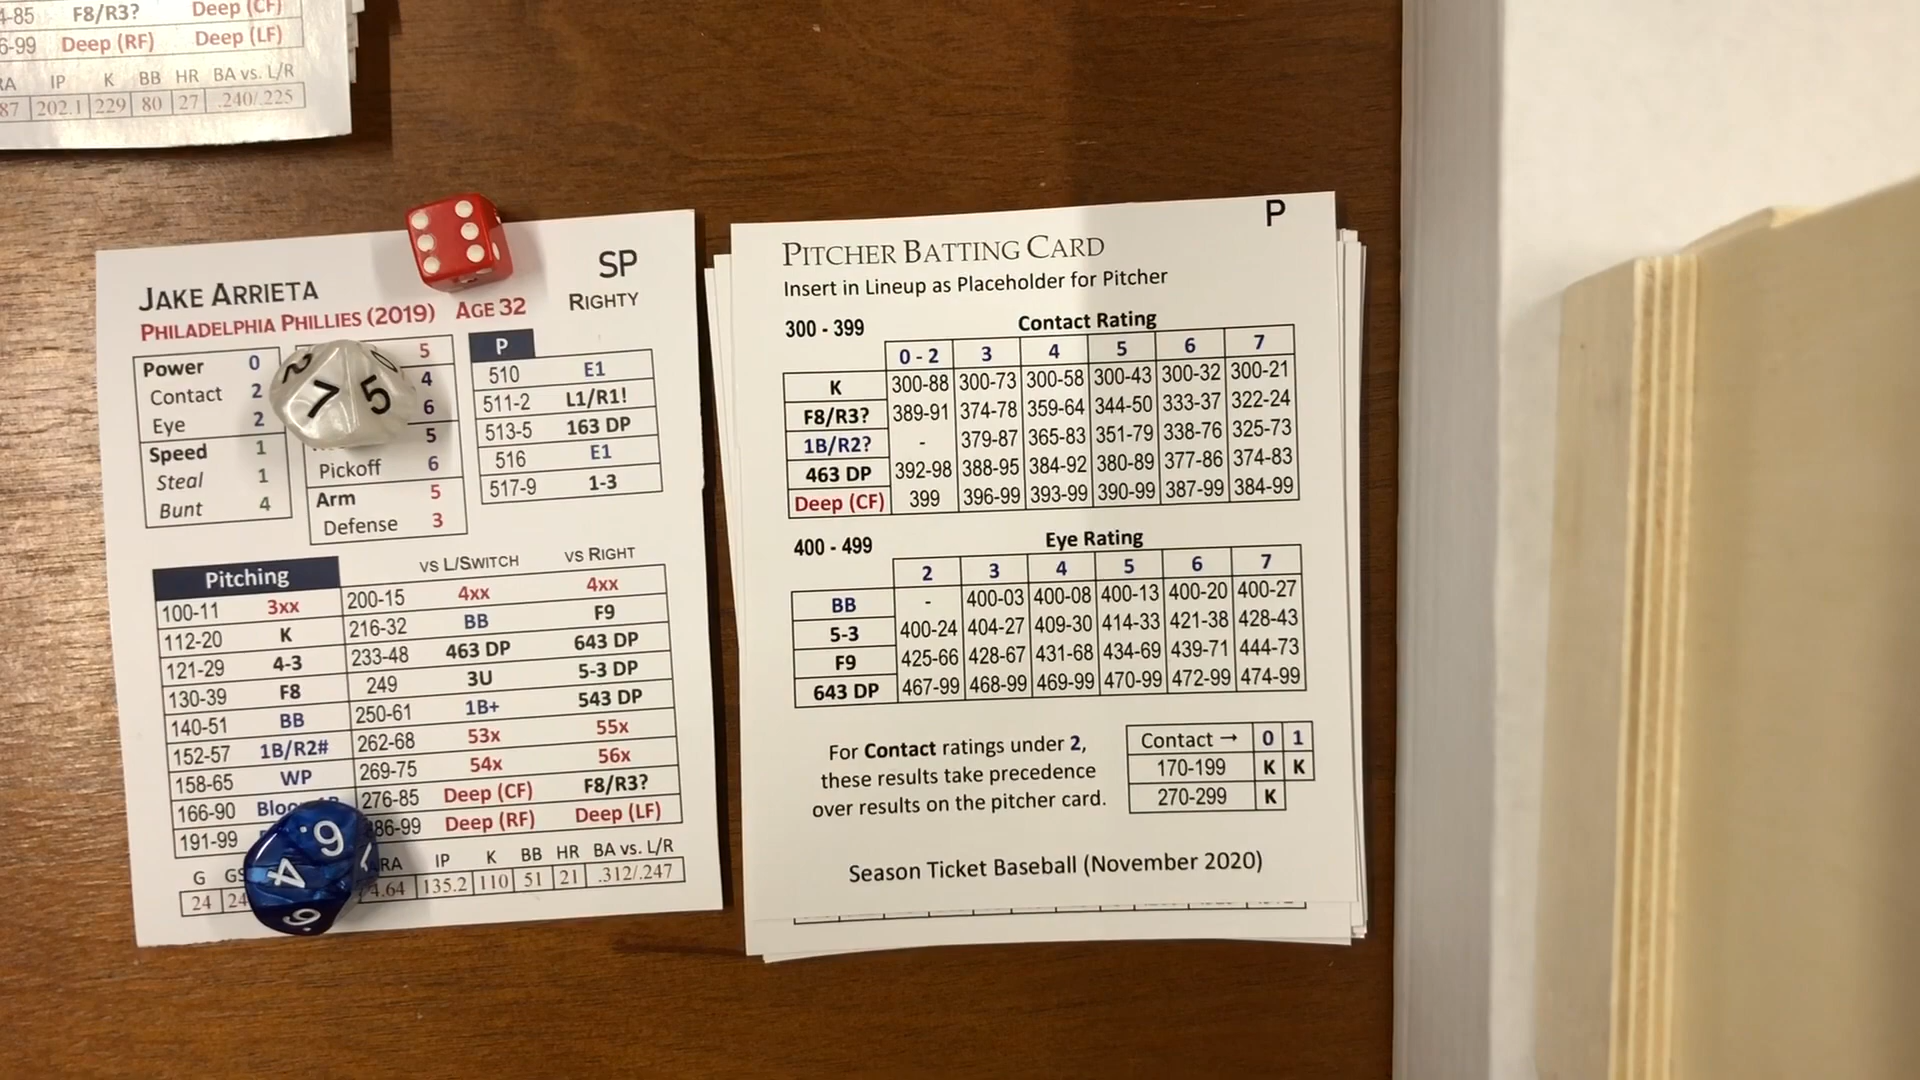 4-85 F8/R3? Deep (CF)
6-99 Deep (RF) Deep (LF)
RA IP K BB HR BA vs. L/R
87 202.1 229 80 27 .240/.225
JAKE ARRIETA SP
PHILADELPHIA PHILLIES (2019) AGE 32 RIGHTY
Power 0 5
Contact 2 4
Eye 2 6
Speed 1 5
Steal 1 Pickoff 6
Bunt 4 Arm 5
Defense 3
P
510 E1
511-2 L1/R1!
513-5 163 DP
516 E1
517-9 1-3
7 5
Pitching vs L/SWITCH vs RIGHT
100-11 3xx 200-15 4xx 4xx
112-20 K 216-32 BB F9
121-29 4-3 233-48 463 DP 643 DP
130-39 F8 249 3U 5-3 DP
140-51 BB 250-61 1B+ 543 DP
152-57 1B/R2# 262-68 53x 55x
158-65 WP 269-75 54x 56x
166-90 276-85 Deep (CF) F8/R3?
191-99 86-99 Deep (RF) Deep (LF)
G GS RA IP K BB HR BA vs. L/R
24 24 4.64 135.2 110 51 21 .312/.247
6 4 6
P
PITCHER BATTING CARD
Insert in Lineup as Placeholder for Pitcher
300 - 399 Contact Rating
0 - 2 3 4 5 6 7
K 300-88 300-73 300-58 300-43 300-32 300-21
F8/R3? 389-91 374-78 359-64 344-50 333-37 322-24
1B/R2? - 379-87 365-83 351-79 338-76 325-73
463 DP 392-98 388-95 384-92 380-89 377-86 374-83
Deep (CF) 399 396-99 393-99 390-99 387-99 384-99
400 - 499 Eye Rating
2 3 4 5 6 7
BB - 400-03 400-08 400-13 400-20 400-27
5-3 400-24 404-27 409-30 414-33 421-38 428-43
F9 425-66 428-67 431-68 434-69 439-71 444-73
643 DP 467-99 468-99 469-99 470-99 472-99 474-99
For Contact ratings under 2,
these results take precedence
over results on the pitcher card.
Contact → 0 1
170-199 K K
270-299 K
Season Ticket Baseball (November 2020)